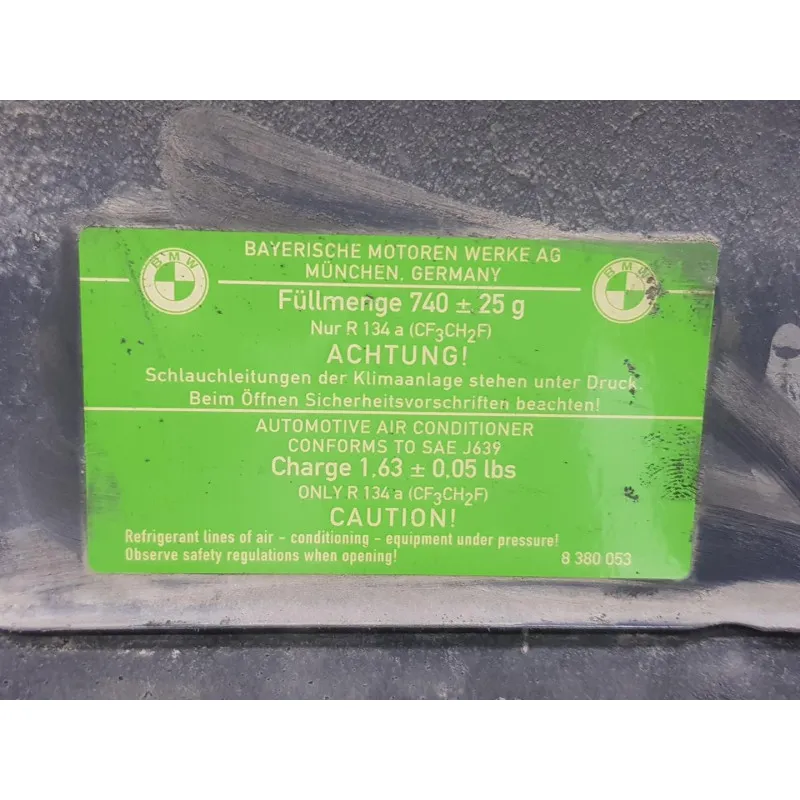 BMW
BAYERISCHE MOTOREN WERKE AG
MÜNCHEN, GERMANY
BMW
Füllmenge 740 ± 25 g
Nur R 134 a (CF₃CH₂F)
ACHTUNG!
Schlauchleitungen der Klimaanlage stehen unter Druck.
Beim Öffnen Sicherheitsvorschriften beachten!
AUTOMOTIVE AIR CONDITIONER
CONFORMS TO SAE J639
Charge 1.63 ± 0.05 lbs
ONLY R 134 a (CF₃CH₂F)
CAUTION!
Refrigerant lines of air - conditioning - equipment under pressure!
Observe safety regulations when opening!
8 380 053